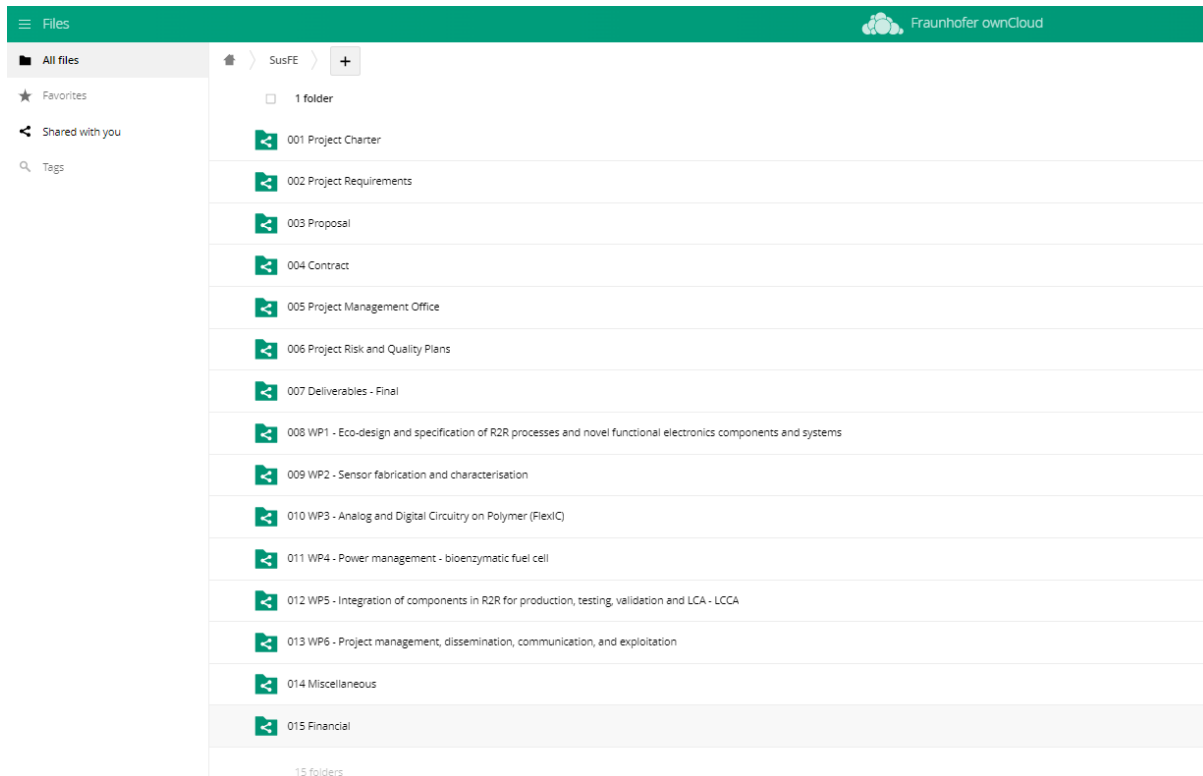 Files
Fraunhofer ownCloud
All files
Favorites
Shared with you
Tags
SusFE
+
1 folder
001 Project Charter
002 Project Requirements
003 Proposal
004 Contract
005 Project Management Office
006 Project Risk and Quality Plans
007 Deliverables - Final
008 WP1 - Eco-design and specification of R2R processes and novel functional electronics components and systems
009 WP2 - Sensor fabrication and characterisation
010 WP3 - Analog and Digital Circuitry on Polymer (FlexIC)
011 WP4 - Power management - bioenzymatic fuel cell
012 WP5 - Integration of components in R2R for production, testing, validation and LCA - LCCA
013 WP6 - Project management, dissemination, communication, and exploitation
014 Miscellaneous
015 Financial
15 folders